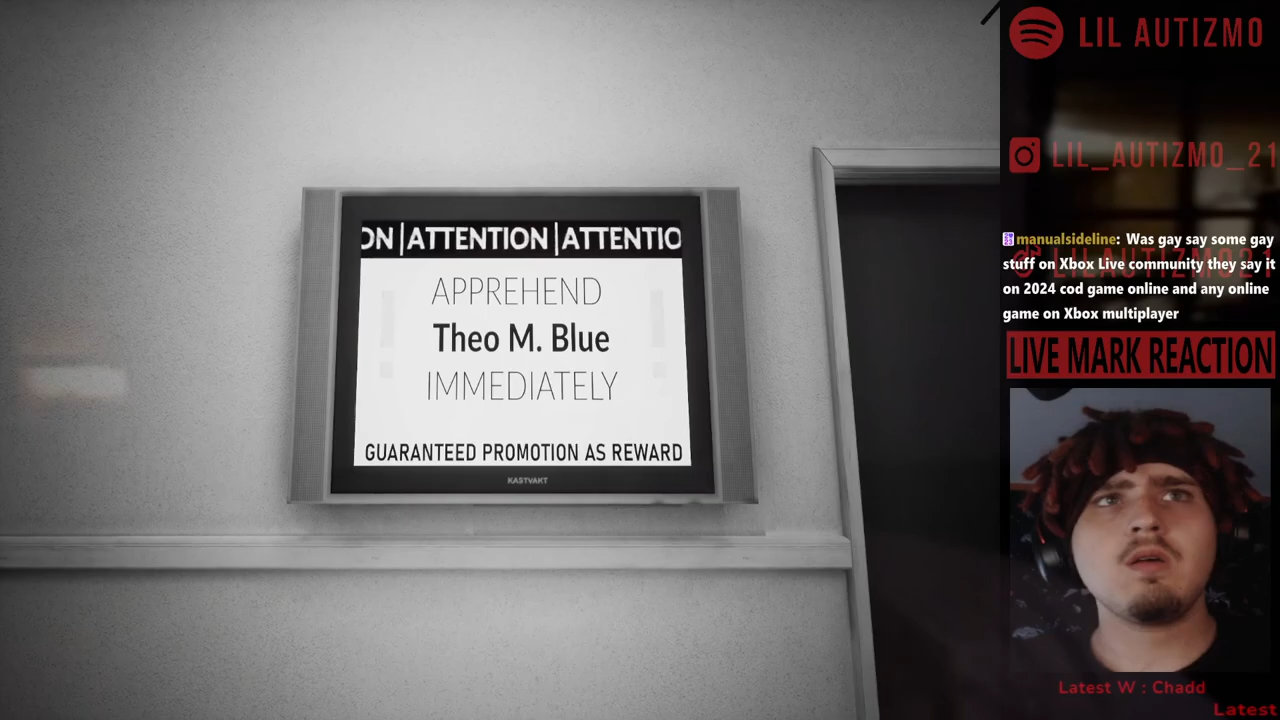 ON | ATTENTION | ATTENTIO
APPREHEND
Theo M. Blue
IMMEDIATELY
GUARANTEED PROMOTION AS REWARD
KASTVAKT
LIL AUTIZMO
LIL_AUTIZMO_21
manualsideline: Was gay say some gay
stuff on Xbox Live community they say it
on 2024 cod game online and any online
game on Xbox multiplayer
LILAUTIZMO21
LIVE MARK REACTION
Latest W : Chadd
Latest